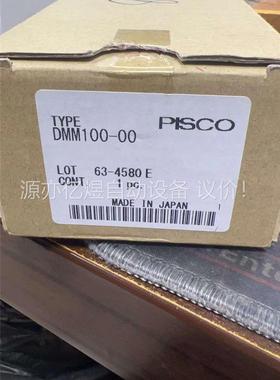 TYPE PISCO
DMM100-00
源亦亿煌自动设备 议价!
LOT 63-4580 E
CONT 1 pc
MADE IN JAPAN 1